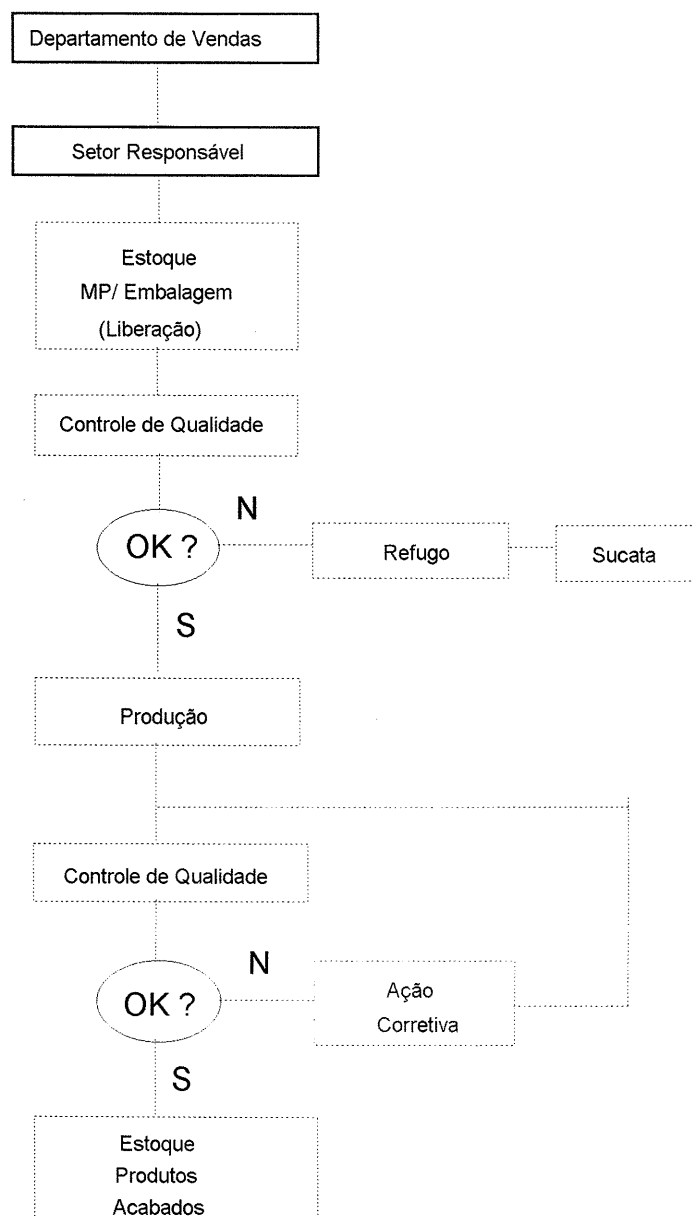 Departamento de Vendas
Setor Responsável
Estoque
MP/ Embalagem
(Liberação)
Controle de Qualidade
N
OK ?
Refugo
Sucata
S
Produção
Controle de Qualidade
N
OK ?
Ação
Corretiva
S
Estoque
Produtos
Acabados